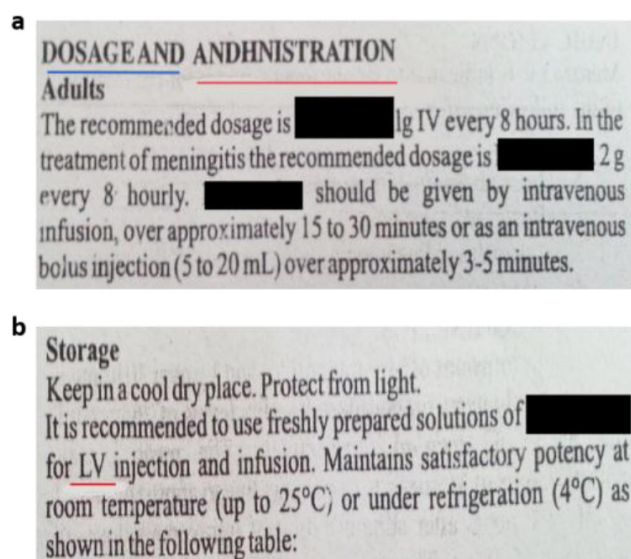 a
DOSAGE AND ANDHNISTRATION
Adults
The recommended dosage is lg IV every 8 hours. In the
treatment of meningitis the recommended dosage is 2 g
every 8 hourly. should be given by intravenous
infusion, over approximately 15 to 30 minutes or as an intravenous
bolus injection (5 to 20 mL) over approximately 3-5 minutes.
b
Storage
Keep in a cool dry place. Protect from light.
It is recommended to use freshly prepared solutions of
for LV injection and infusion. Maintains satisfactory potency at
room temperature (up to 25°C) or under refrigeration (4°C) as
shown in the following table: